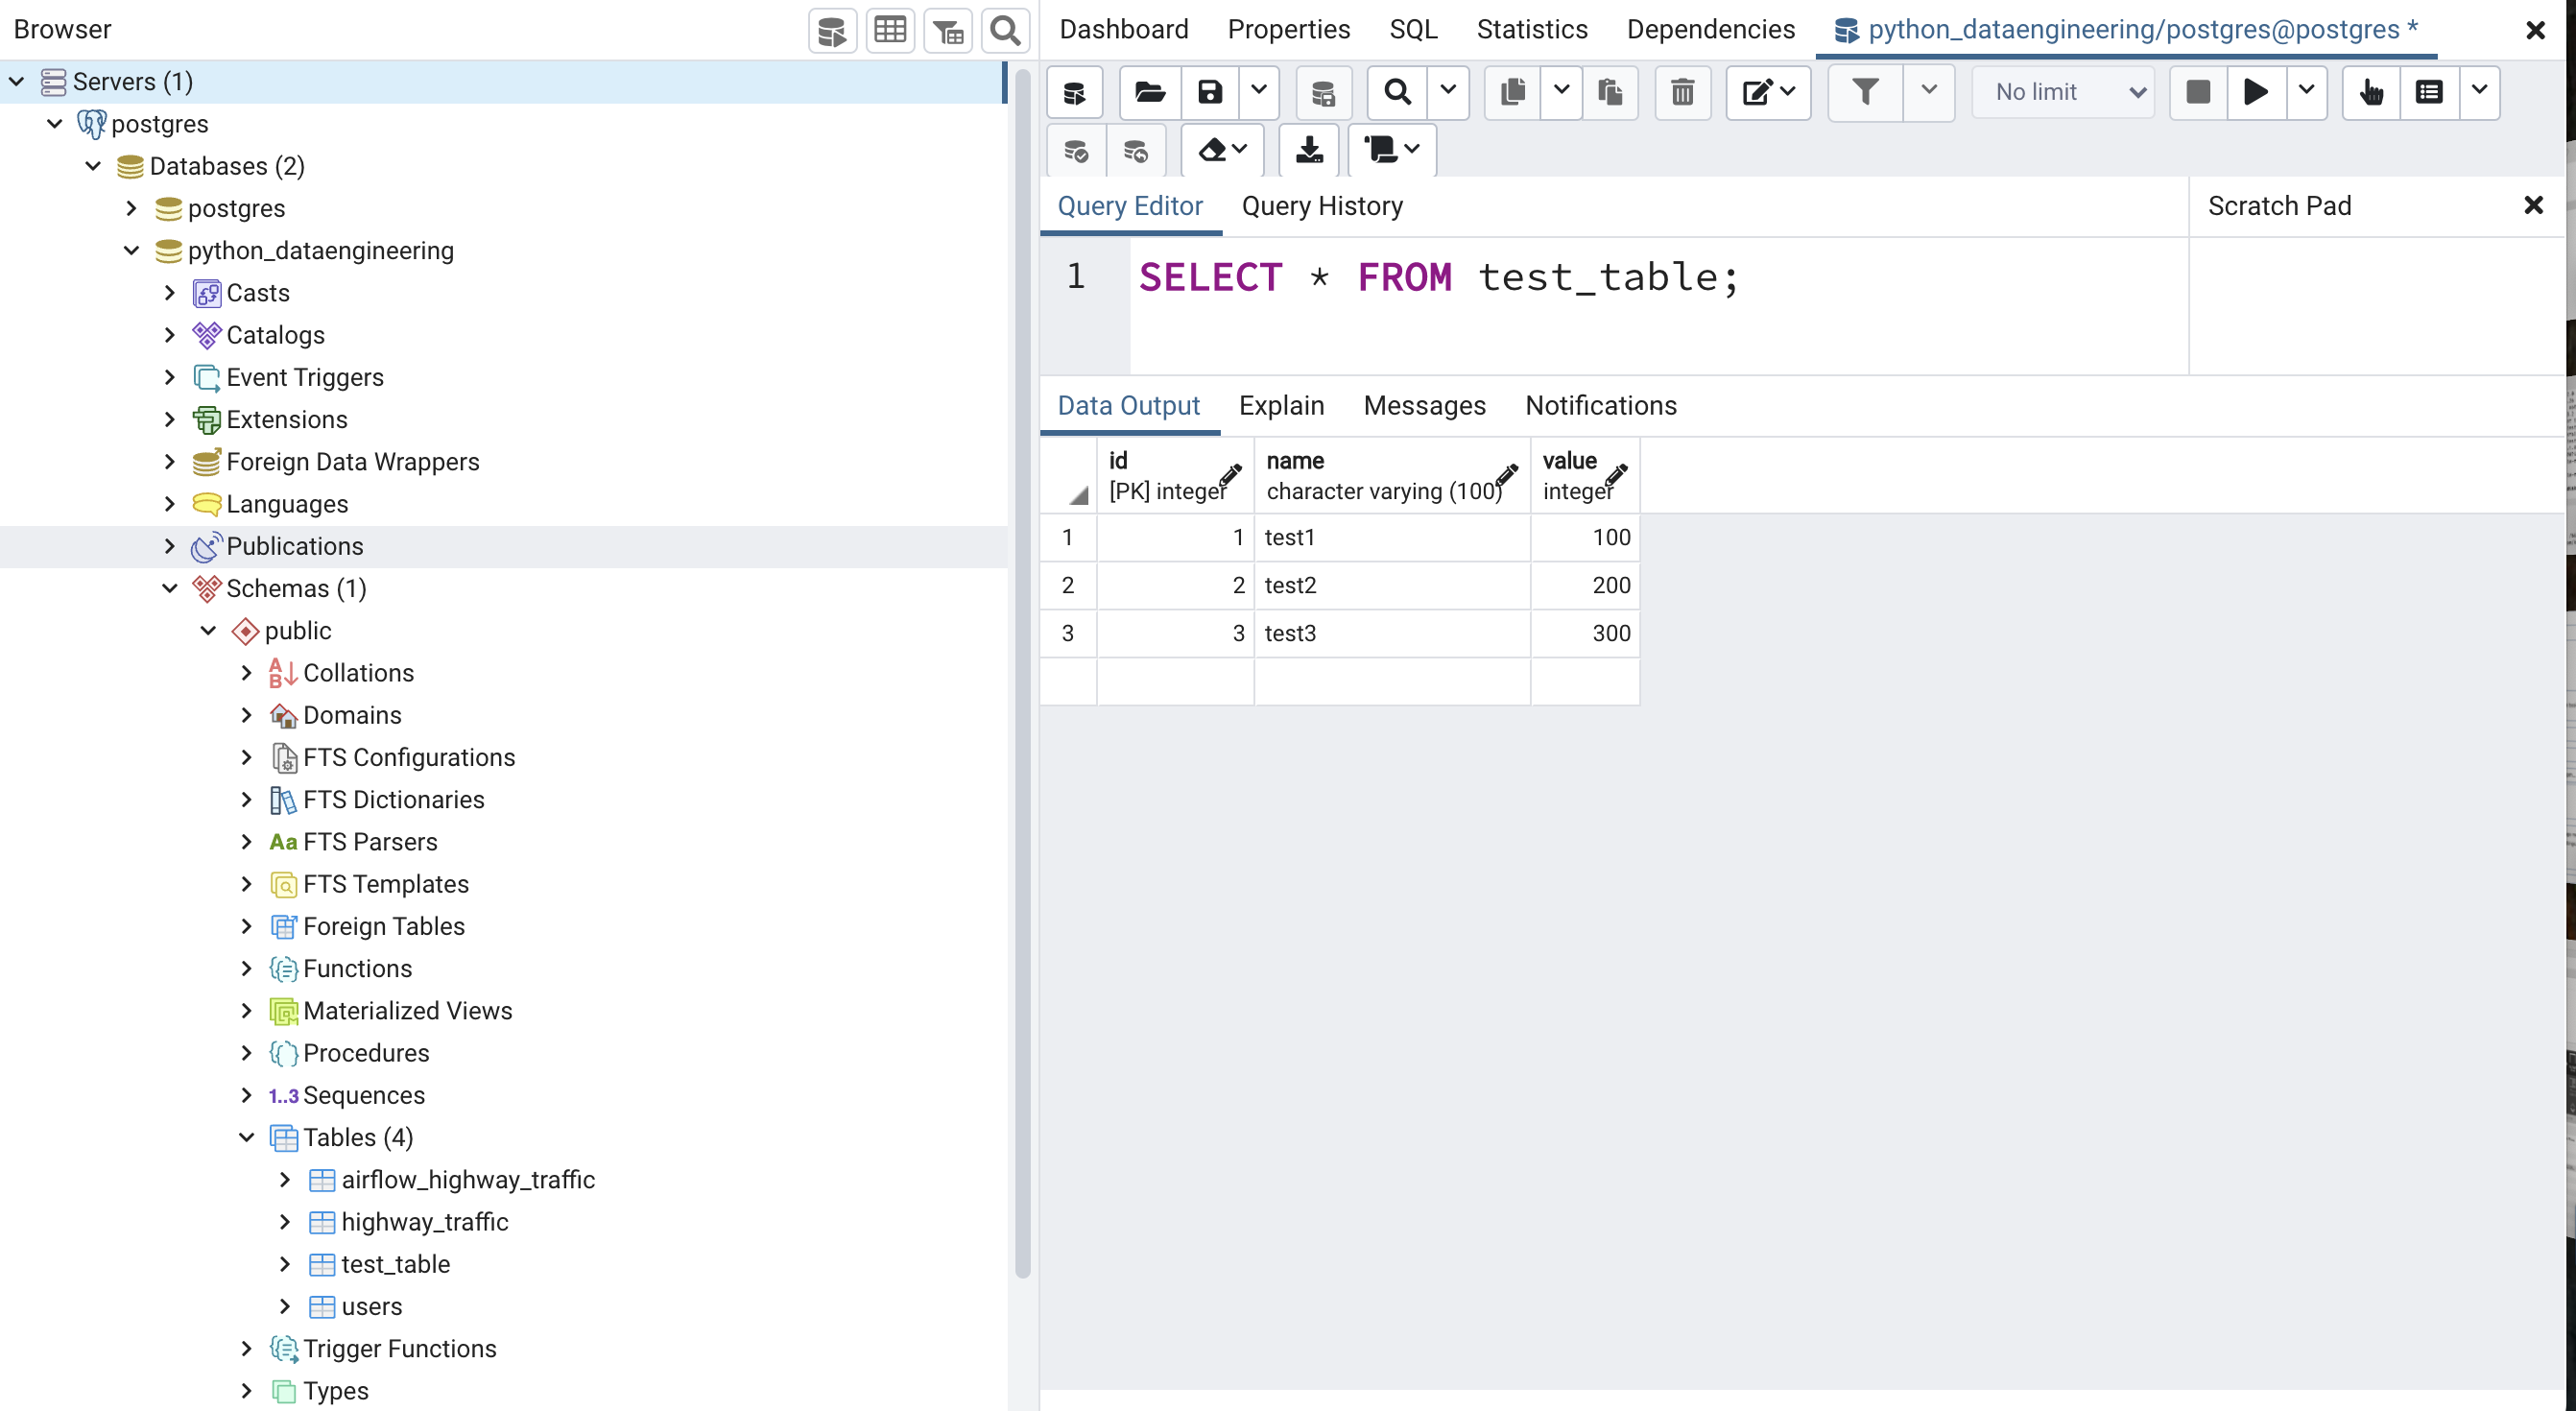 Browser
Servers (1)
postgres
Databases (2)
postgres
python_dataengineering
Casts
Catalogs
Event Triggers
Extensions
Foreign Data Wrappers
Languages
Publications
Schemas (1)
public
Collations
Domains
FTS Configurations
FTS Dictionaries
Aa FTS Parsers
FTS Templates
Foreign Tables
Functions
Materialized Views
Procedures
1..3 Sequences
Tables (4)
airflow_highway_traffic
highway_traffic
test_table
users
Trigger Functions
Types
Dashboard Properties SQL Statistics Dependencies python_dataengineering/postgres@postgres *
No limit
Query Editor Query History Scratch Pad
1 SELECT * FROM test_table;
Data Output Explain Messages Notifications
id name value
[PK] integer character varying (100) integer
1 1 test1 100
2 2 test2 200
3 3 test3 300